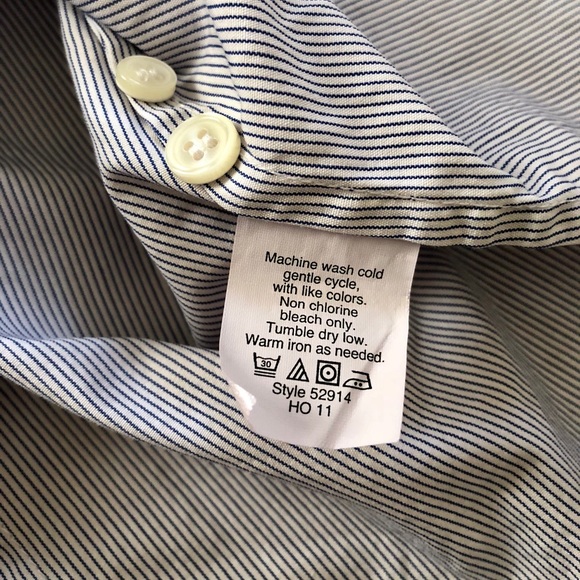 Machine wash cold
gentle cycle,
with like colors.
Non chlorine
bleach only.
Tumble dry low.
Warm iron as needed.
30
Style 52914
HO 11